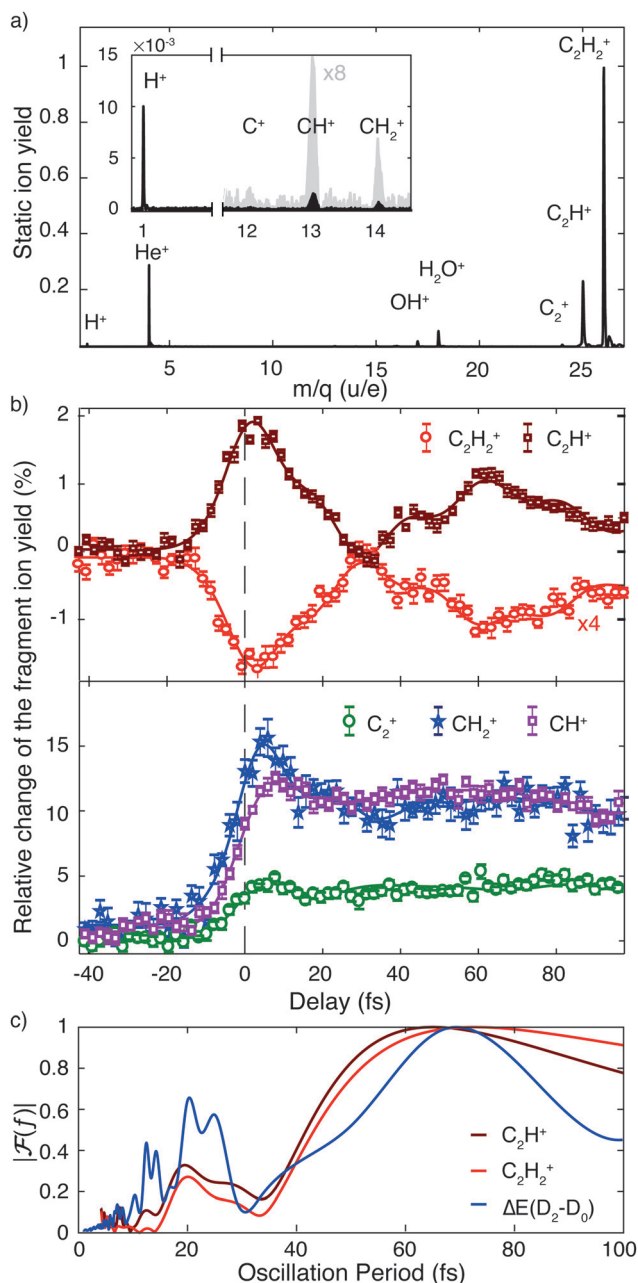 a)
Static ion yield
1
0.8
0.6
0.4
0.2
×10⁻³
15
10
5
0
H⁺
x8
C⁺ CH⁺ CH₂⁺
1 12 13 14
C₂H₂⁺
C₂H⁺
C₂⁺
H⁺
He⁺
OH⁺
H₂O⁺
5 10 15 20 25
m/q (u/e)
b)
Relative change of the fragment ion yield (%)
2
1
0
-1
C₂H₂⁺ C₂H⁺
x4
15
10
5
0
C₂⁺ CH₂⁺ CH⁺
-40 -20 0 20 40 60 80
Delay (fs)
c)
|ℱ(f)|
1
0.8
0.6
0.4
0.2
0
C₂H⁺
C₂H₂⁺
ΔE(D₂-D₀)
0 20 40 60 80 100
Oscillation Period (fs)